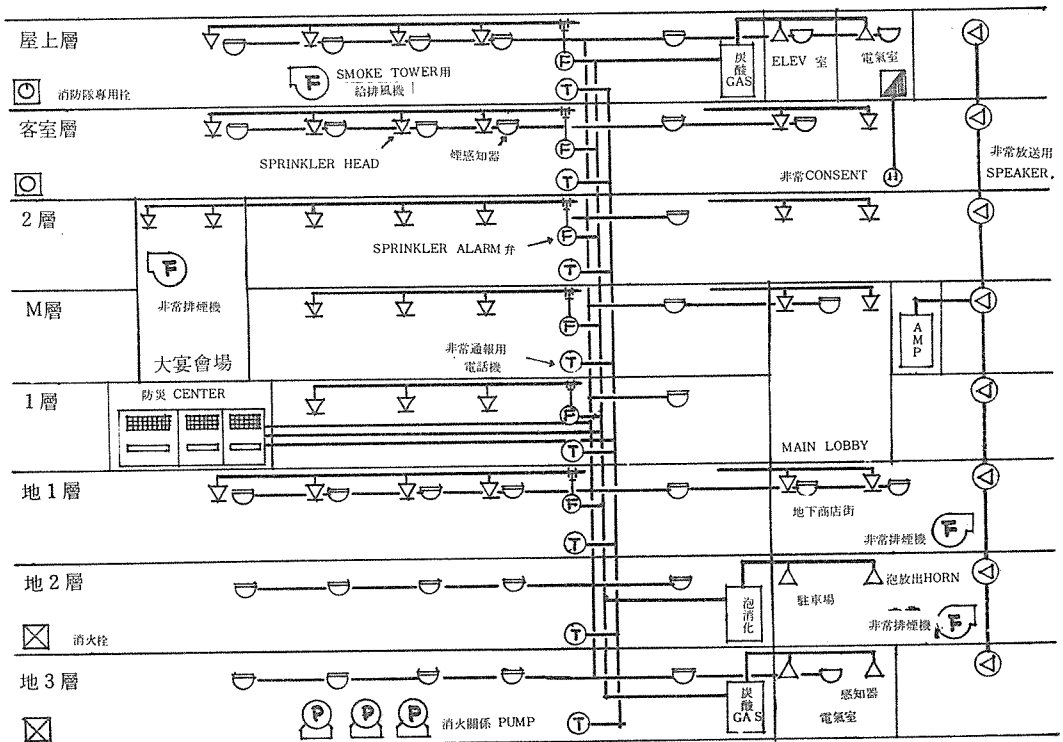 屋上層
F
SMOKE TOWER用
給排風機
消防隊專用栓
F
T
炭酸
GAS
ELEV 室
電氣室
客室層
SPRINKLER HEAD
煙感知器
F
T
非常CONSENT
非常放送用
SPEAKER.
2層
F
非常排煙機
SPRINKLER ALARM弁
F
T
M層
大宴會場
F
非常通報用
電話機
T
AMP
1層
防災 CENTER
F
T
MAIN LOBBY
地1層
F
T
地下商店街
非常排煙機
F
地2層
消火栓
T
泡消化
駐車場
泡放出HORN
非常排煙機
F
地3層
P
P
P
消火關係 PUMP
T
炭酸
GAS
感知器
電氣室